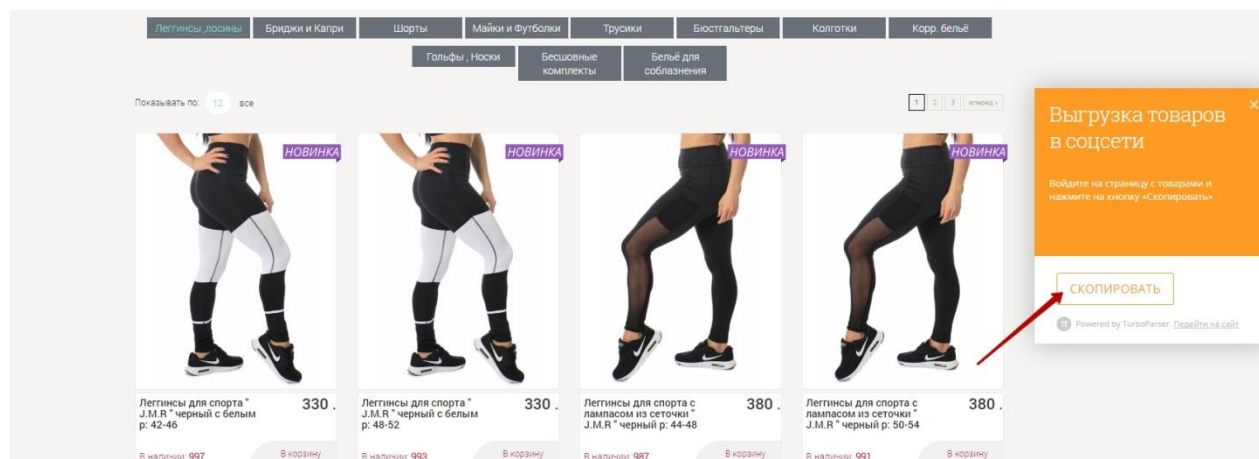 Леггинсы ,лосины Бриджи и Капри Шорты Майки и Футболки Трусики Бюстгальтеры Колготки Корр. бельё
Гольфы , Носки Бесшовные комплекты Бельё для соблазнения
Показывать по: 12 все
1 2 3 вперед »
НОВИНКА НОВИНКА НОВИНКА НОВИНКА
Леггинсы для спорта "
J.M.R " черный с белым
р: 42-46
330 .
В наличии: 997
В корзину
Леггинсы для спорта "
J.M.R " черный с белым
р: 48-52
330 .
В наличии: 993
В корзину
Леггинсы для спорта с
лампасом из сеточки "
J.M.R " черный р: 44-48
380 .
В наличии: 987
В корзину
Леггинсы для спорта с
лампасом из сеточки "
J.M.R " черный р: 50-54
380 .
В наличии: 991
В корзину
Выгрузка товаров
в соцсети
Войдите на страницу с товарами и
нажмите на кнопку «Скопировать»
СКОПИРОВАТЬ
Powered by TurboParser. Перейти на сайт